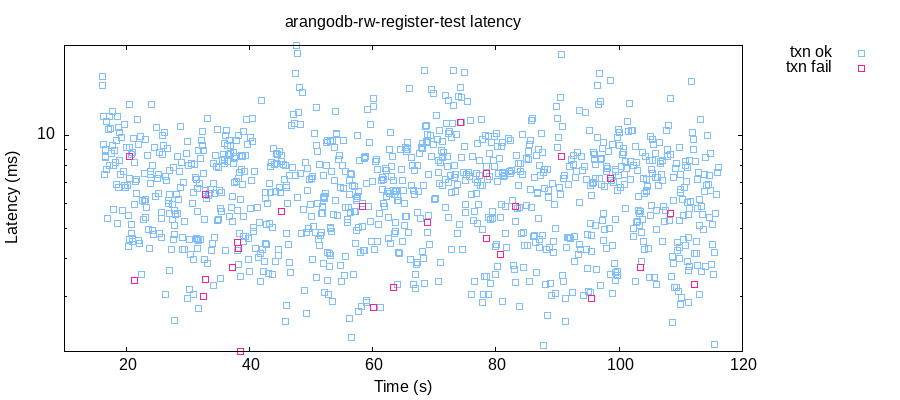 arangodb-rw-register-test latency
txn ok
txn fail
10
Latency (ms)
20 40 60 80 100 120
Time (s)